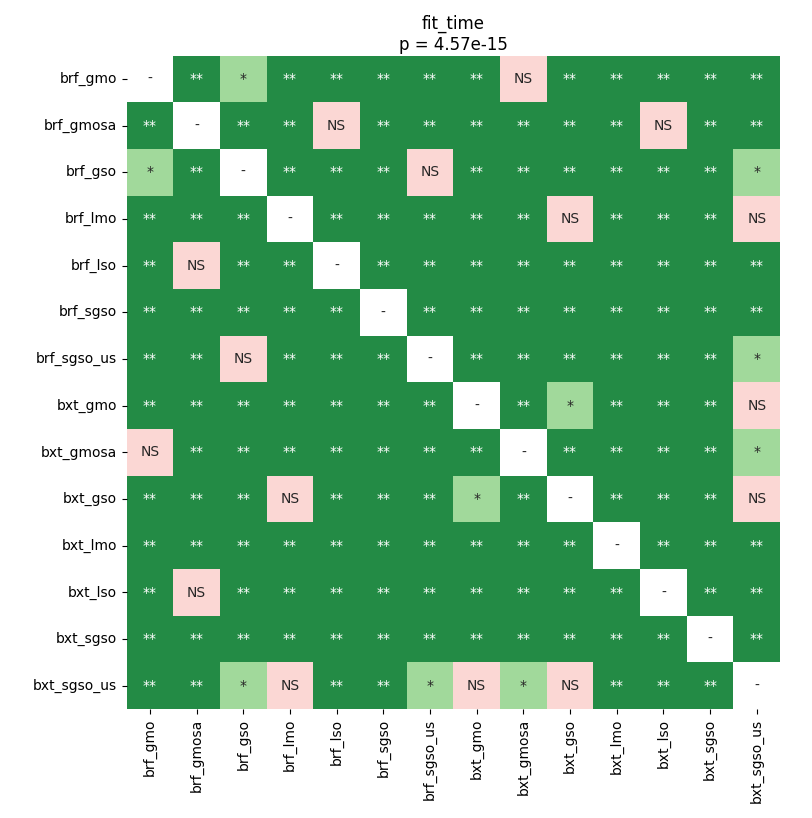 fit_time
p = 4.57e-15
brf_gmo - ** * ** ** ** ** ** NS ** ** ** ** **
brf_gmosa ** - ** ** NS ** ** ** ** ** ** NS ** **
brf_gso * ** - ** ** ** NS ** ** ** ** ** ** *
brf_lmo ** ** ** - ** ** ** ** ** NS ** ** ** NS
brf_lso ** NS ** ** - ** ** ** ** ** ** ** ** **
brf_sgso ** ** ** ** ** - ** ** ** ** ** ** ** **
brf_sgso_us ** ** NS ** ** ** - ** ** ** ** ** ** *
bxt_gmo ** ** ** ** ** ** ** - ** * ** ** ** NS
bxt_gmosa NS ** ** ** ** ** ** ** - ** ** ** ** *
bxt_gso ** ** ** NS ** ** ** * ** - ** ** ** NS
bxt_lmo ** ** ** ** ** ** ** ** ** ** - ** ** **
bxt_lso ** NS ** ** ** ** ** ** ** ** ** - ** **
bxt_sgso ** ** ** ** ** ** ** ** ** ** ** ** - **
bxt_sgso_us ** ** * NS ** ** * NS * NS ** ** ** -
brf_gmo
brf_gmosa
brf_gso
brf_lmo
brf_lso
brf_sgso
brf_sgso_us
bxt_gmo
bxt_gmosa
bxt_gso
bxt_lmo
bxt_lso
bxt_sgso
bxt_sgso_us